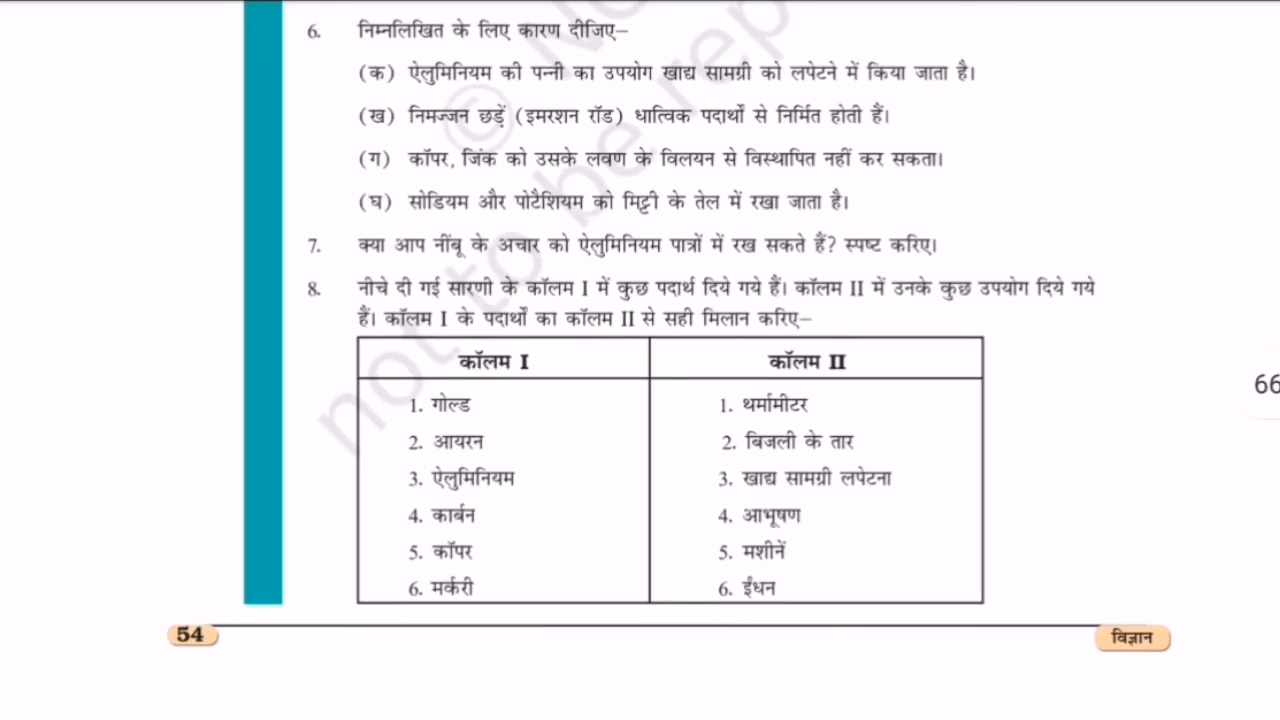 6. निम्नलिखित के लिए कारण दीजिए–
(क) ऐलुमिनियम की पन्नी का उपयोग खाद्य सामग्री को लपेटने में किया जाता है।
(ख) निमज्जन छड़ें (इमरशन रॉड) धात्विक पदार्थों से निर्मित होती हैं।
(ग) कॉपर, जिंक को उसके लवण के विलयन से विस्थापित नहीं कर सकता।
(घ) सोडियम और पोटैशियम को मिट्टी के तेल में रखा जाता है।
7. क्या आप नींबू के अचार को ऐलुमिनियम पात्रों में रख सकते हैं? स्पष्ट करिए।
8. नीचे दी गई सारणी के कॉलम I में कुछ पदार्थ दिये गये हैं। कॉलम II में उनके कुछ उपयोग दिये गये
हैं। कॉलम I के पदार्थों का कॉलम II से सही मिलान करिए–
कॉलम I कॉलम II
1. गोल्ड 1. थर्मामीटर
2. आयरन 2. बिजली के तार
3. ऐलुमिनियम 3. खाद्य सामग्री लपेटना
4. कार्बन 4. आभूषण
5. कॉपर 5. मशीनें
6. मर्करी 6. ईंधन
66
54 विज्ञान
not to be rep
©